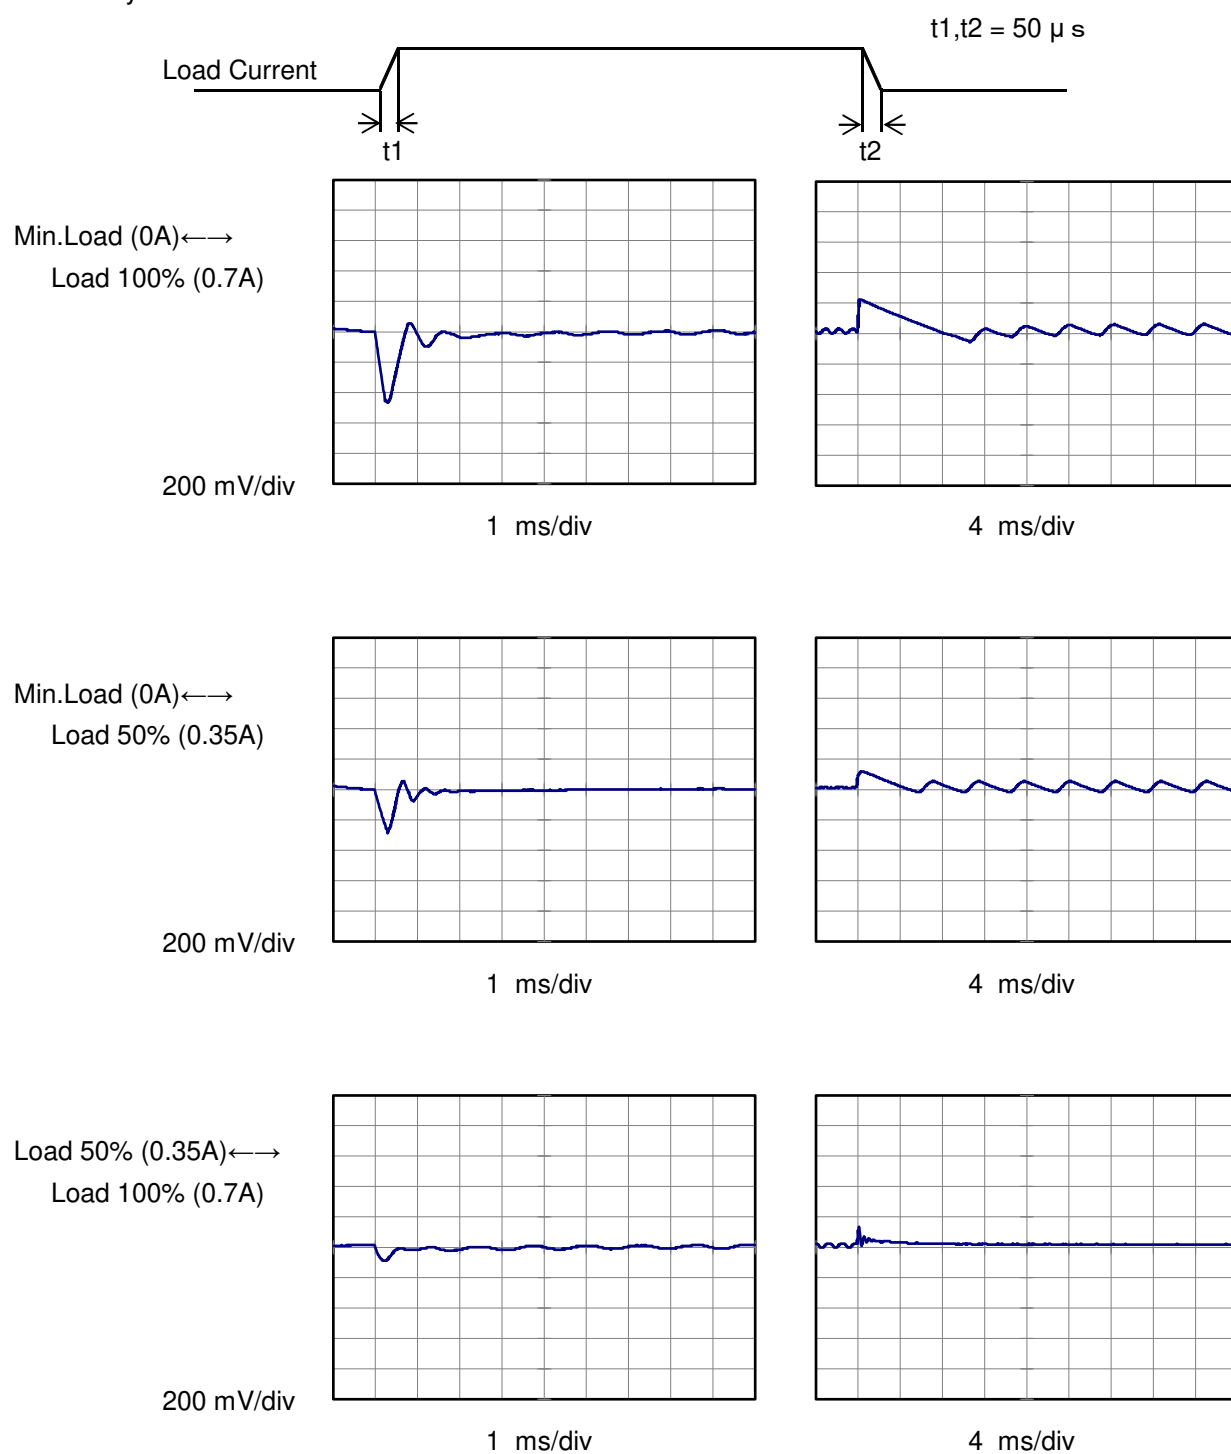 t1,t2 = 50 μ s
Load Current
t1
t2
Min.Load (0A)←→
Load 100% (0.7A)
200 mV/div
1 ms/div
4 ms/div
Min.Load (0A)←→
Load 50% (0.35A)
200 mV/div
1 ms/div
4 ms/div
Load 50% (0.35A)←→
Load 100% (0.7A)
200 mV/div
1 ms/div
4 ms/div